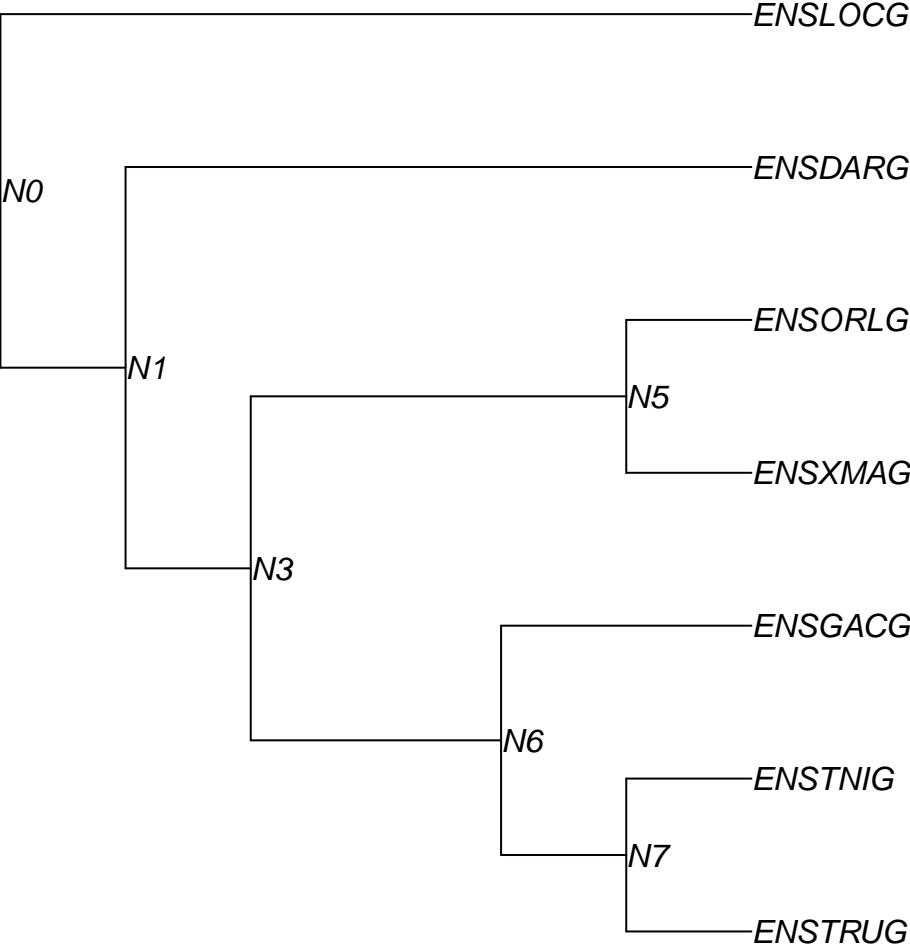 ENSLOCG
ENSDARG
N0
ENSORLG
N1
N5
ENSXMAG
N3
ENSGACG
N6
ENSTNIG
N7
ENSTRUG